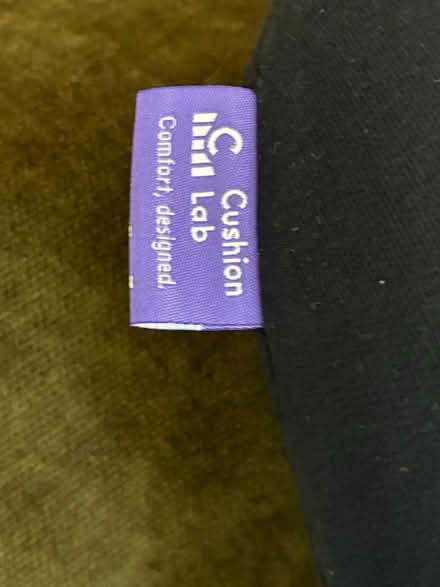 Cushion
Lab
Comfort, designed.